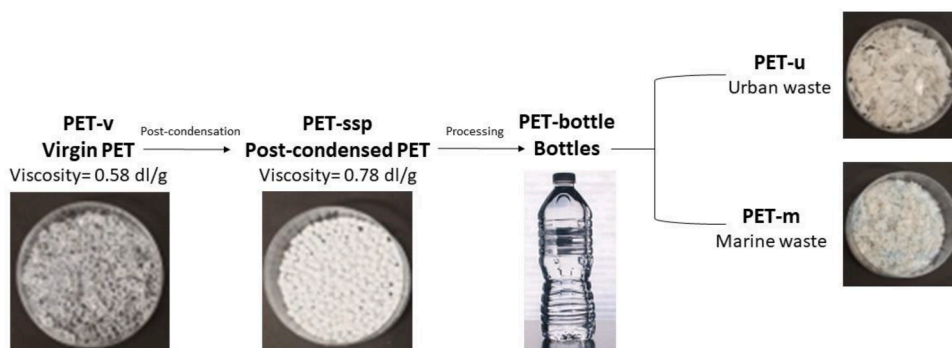 PET-v
Virgin PET
Viscosity= 0.58 dl/g
Post-condensation
PET-ssp
Post-condensed PET
Viscosity= 0.78 dl/g
Processing
PET-bottle
Bottles
PET-u
Urban waste
PET-m
Marine waste